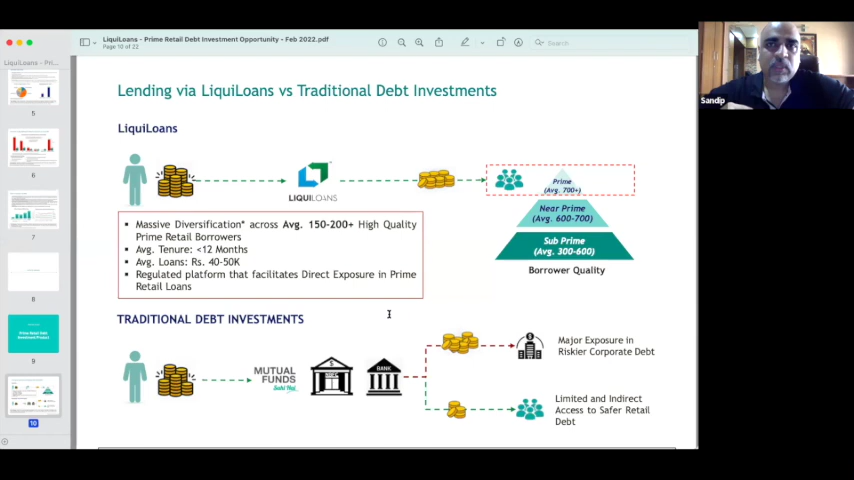 LiquiLoans - Prime Retail Debt Investment Opportunity - Feb 2022.pdf
Page 10 of 22
Search
LiquiLoans - Pri...
5
6
7
8
9
10
Sandip
Lending via LiquiLoans vs Traditional Debt Investments
LiquiLoans
LIQUILOANS
Prime
(Avg. 700+)
Near Prime
(Avg. 600-700)
Sub Prime
(Avg. 300-600)
Borrower Quality
▪ Massive Diversification* across Avg. 150-200+ High Quality
Prime Retail Borrowers
▪ Avg. Tenure: <12 Months
▪ Avg. Loans: Rs. 40-50K
▪ Regulated platform that facilitates Direct Exposure in Prime
Retail Loans
TRADITIONAL DEBT INVESTMENTS
MUTUAL
FUNDS
Sahi Hai
BANK
Major Exposure in
Riskier Corporate Debt
Limited and Indirect
Access to Safer Retail
Debt